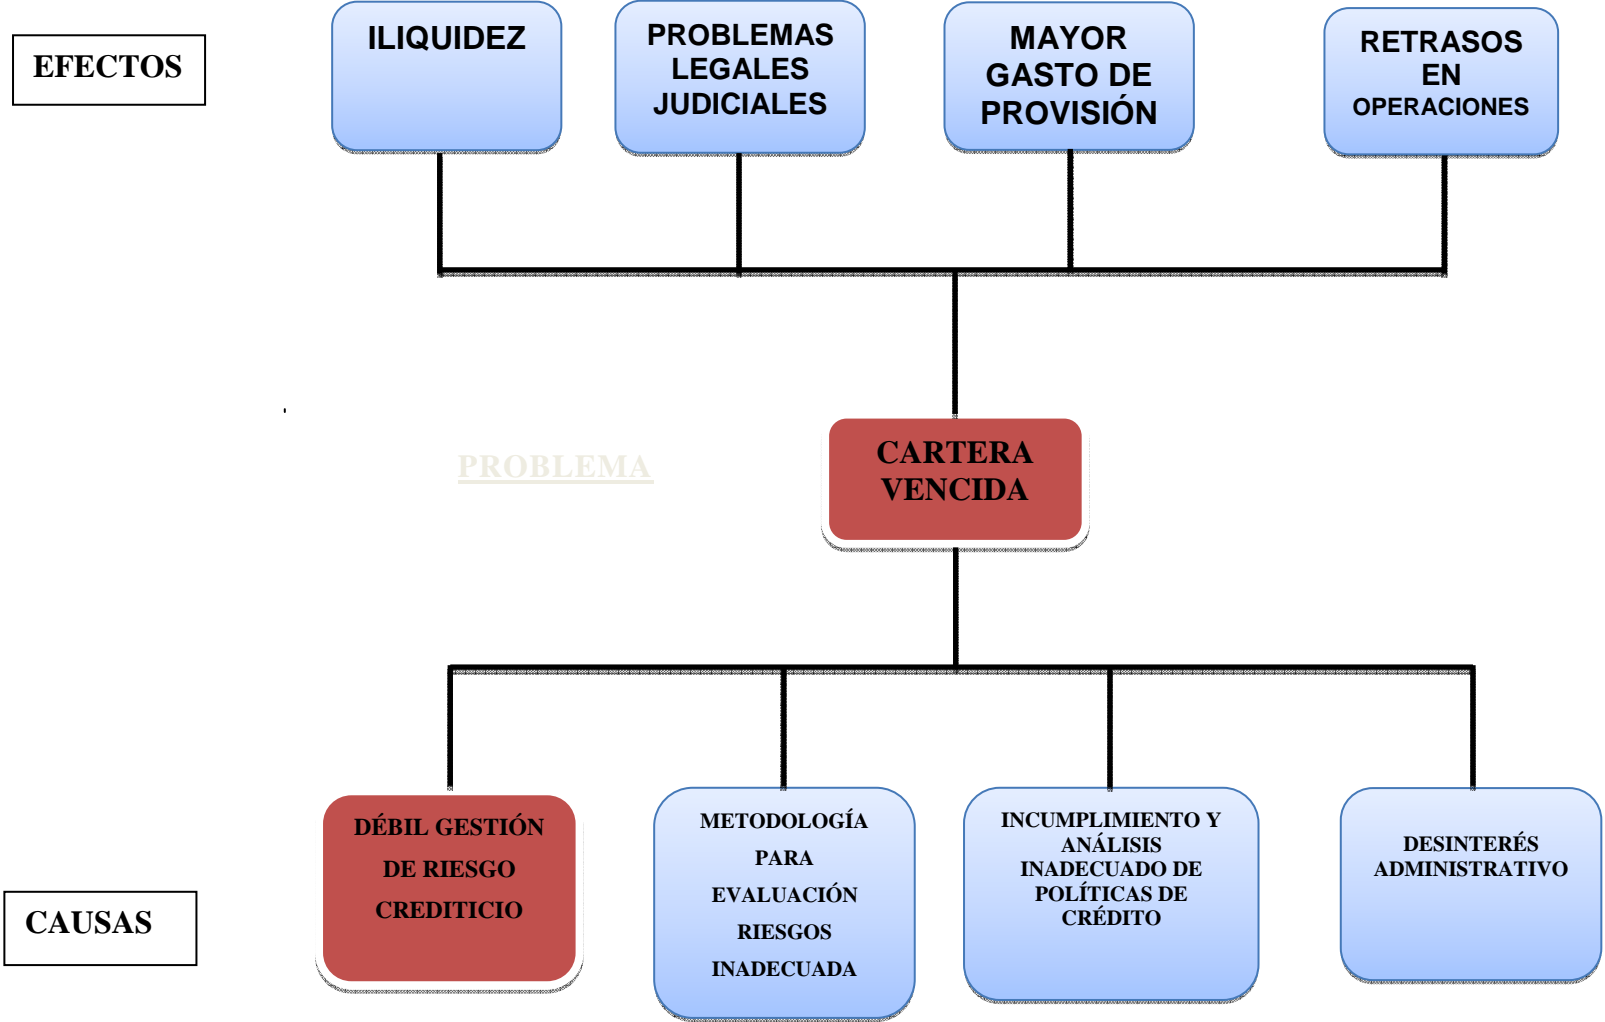 EFECTOS
ILIQUIDEZ
PROBLEMAS
LEGALES
JUDICIALES
MAYOR
GASTO DE
PROVISIÓN
RETRASOS
EN
OPERACIONES
PROBLEMA
CARTERA
VENCIDA
CAUSAS
DÉBIL GESTIÓN
DE RIESGO
CREDITICIO
METODOLOGÍA
PARA
EVALUACIÓN
RIESGOS
INADECUADA
INCUMPLIMIENTO Y
ANÁLISIS
INADECUADO DE
POLÍTICAS DE
CRÉDITO
DESINTERÉS
ADMINISTRATIVO